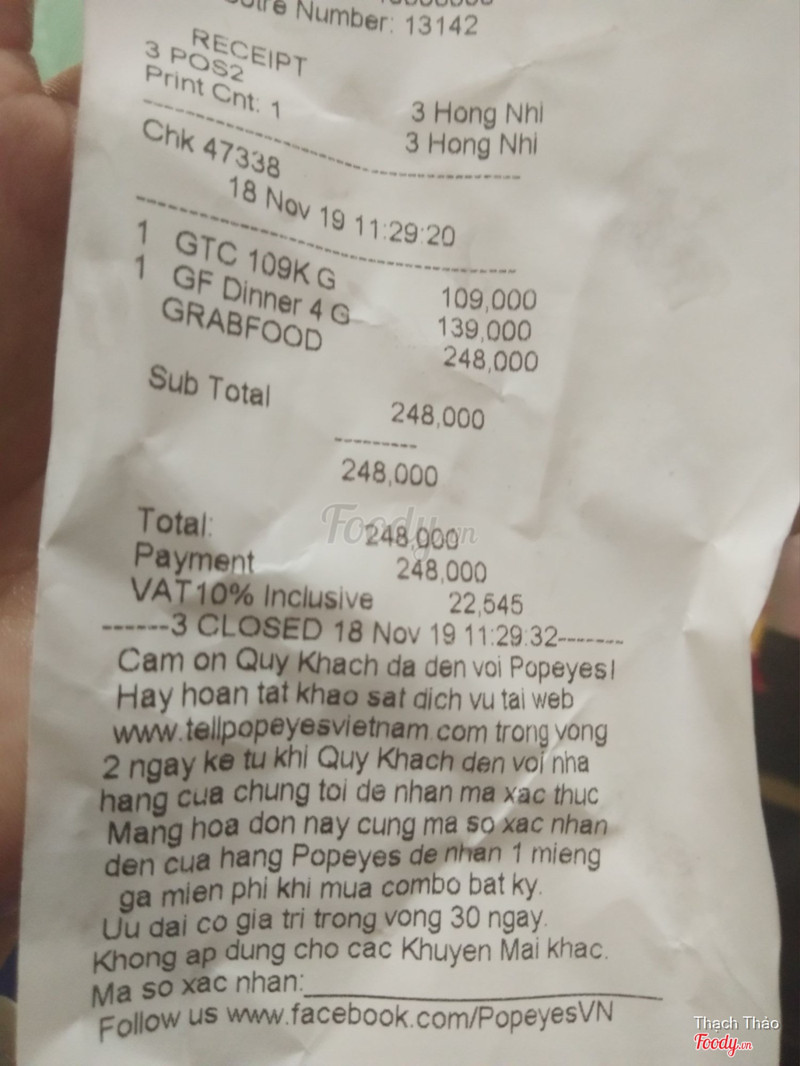 Number: 13142
RECEIPT
3 POS2 3 Hong Nhi
Print Cnt: 1 3 Hong Nhi
Chk 47338
18 Nov 19 11:29:20
1 GTC 109K G 109,000
1 GF Dinner 4 G 139,000
GRABFOOD 248,000
Sub Total 248,000
248,000
Total: 248,000
Payment 248,000
VAT10% Inclusive 22,545
------3 CLOSED 18 Nov 19 11:29:32-------
Cam on Quy Khach da den voi Popeyes!
Hay hoan tat khao sat dich vu tai web
www.tellpopeyesvietnam.com trong vong
2 ngay ke tu khi Quy Khach den voi nha
hang cua chung toi de nhan ma xac thuc
Mang hoa don nay cung ma so xac nhan
den cua hang Popeyes de nhan 1 mieng
ga mien phi khi mua combo bat ky.
Uu dai co gia tri trong vong 30 ngay.
Khong ap dung cho cac Khuyen Mai khac.
Ma so xac nhan:
Follow us www.facebook.com/PopeyesVN
Foody.vn
Thạch Thảo
Foody.vn